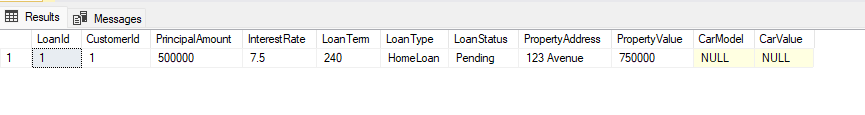 Results Messages
LoanId CustomerId PrincipalAmount InterestRate LoanTerm LoanType LoanStatus PropertyAddress PropertyValue CarModel CarValue
1 1 1 500000 7.5 240 HomeLoan Pending 123 Avenue 750000 NULL NULL